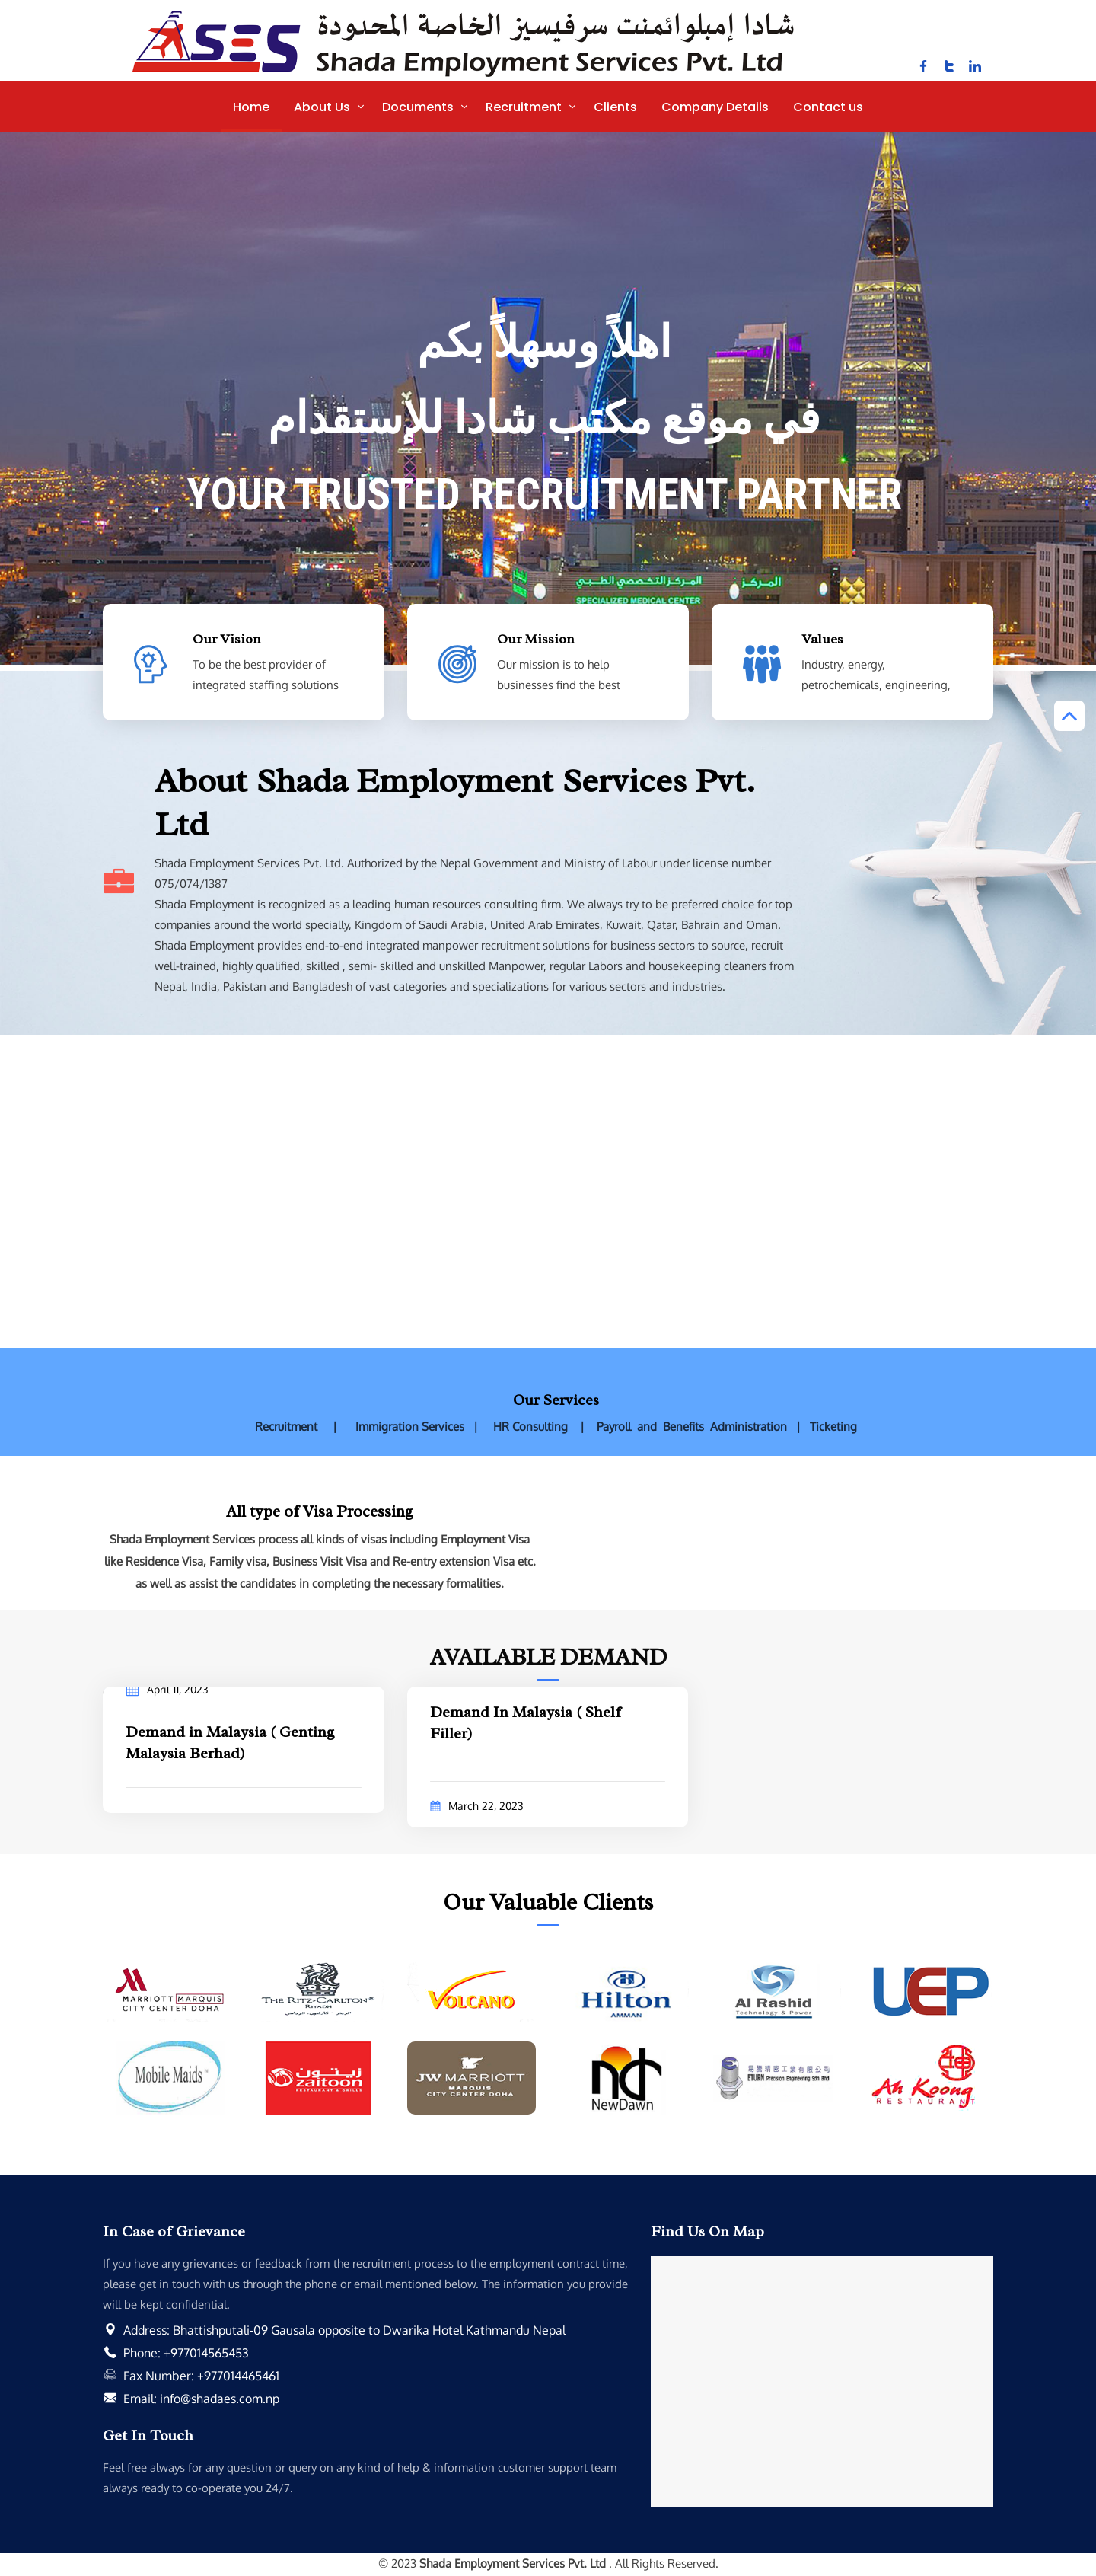 SES
شادا إمبلوائمنت سرفيسيز الخاصة المحدودة
Shada Employment Services Pvt. Ltd
Home About Us Documents Recruitment Clients Company Details Contact us
اهلاً وسهلاً بكم
في موقع مكتب شادا للإستقدام
YOUR TRUSTED RECRUITMENT PARTNER
المركز التخصصي الطبي
SPECIALIZED MEDICAL CENTER
المركز
Our Vision
To be the best provider of
integrated staffing solutions
Our Mission
Our mission is to help
businesses find the best
Values
Industry, energy,
petrochemicals, engineering,
About Shada Employment Services Pvt.
Ltd
Shada Employment Services Pvt. Ltd. Authorized by the Nepal Government and Ministry of Labour under license number
075/074/1387
Shada Employment is recognized as a leading human resources consulting firm. We always try to be preferred choice for top
companies around the world specially, Kingdom of Saudi Arabia, United Arab Emirates, Kuwait, Qatar, Bahrain and Oman.
Shada Employment provides end-to-end integrated manpower recruitment solutions for business sectors to source, recruit
well-trained, highly qualified, skilled , semi- skilled and unskilled Manpower, regular Labors and housekeeping cleaners from
Nepal, India, Pakistan and Bangladesh of vast categories and specializations for various sectors and industries.
Our Services
Recruitment | Immigration Services | HR Consulting | Payroll and Benefits Administration | Ticketing
All type of Visa Processing
Shada Employment Services process all kinds of visas including Employment Visa
like Residence Visa, Family visa, Business Visit Visa and Re-entry extension Visa etc.
as well as assist the candidates in completing the necessary formalities.
AVAILABLE DEMAND
April 11, 2023
Demand in Malaysia ( Genting
Malaysia Berhad)
Demand In Malaysia ( Shelf
Filler)
March 22, 2023
Our Valuable Clients
MARRIOTT MARQUIS
CITY CENTER DOHA
THE RITZ-CARLTON®
RIYADH
الريتز - كارلتون، الرياض
VOLCANO
Hilton
AMMAN
Al Rashid
Technology & Power
UEP
Mobile Maids
زيتون
zaitoon
RESTAURANT & GRILLS
JW MARRIOTT
MARQUIS
CITY CENTER DOHA
nd
NewDawn
易騰精密工業有限公司
ETURN Precision Engineering Sdn Bhd
Ah Koong
RESTAURANT
In Case of Grievance
If you have any grievances or feedback from the recruitment process to the employment contract time,
please get in touch with us through the phone or email mentioned below. The information you provide
will be kept confidential.
Address: Bhattishputali-09 Gausala opposite to Dwarika Hotel Kathmandu Nepal
Phone: +977014565453
Fax Number: +977014465461
Email: info@shadaes.com.np
Get In Touch
Feel free always for any question or query on any kind of help & information customer support team
always ready to co-operate you 24/7.
Find Us On Map
© 2023 Shada Employment Services Pvt. Ltd . All Rights Reserved.